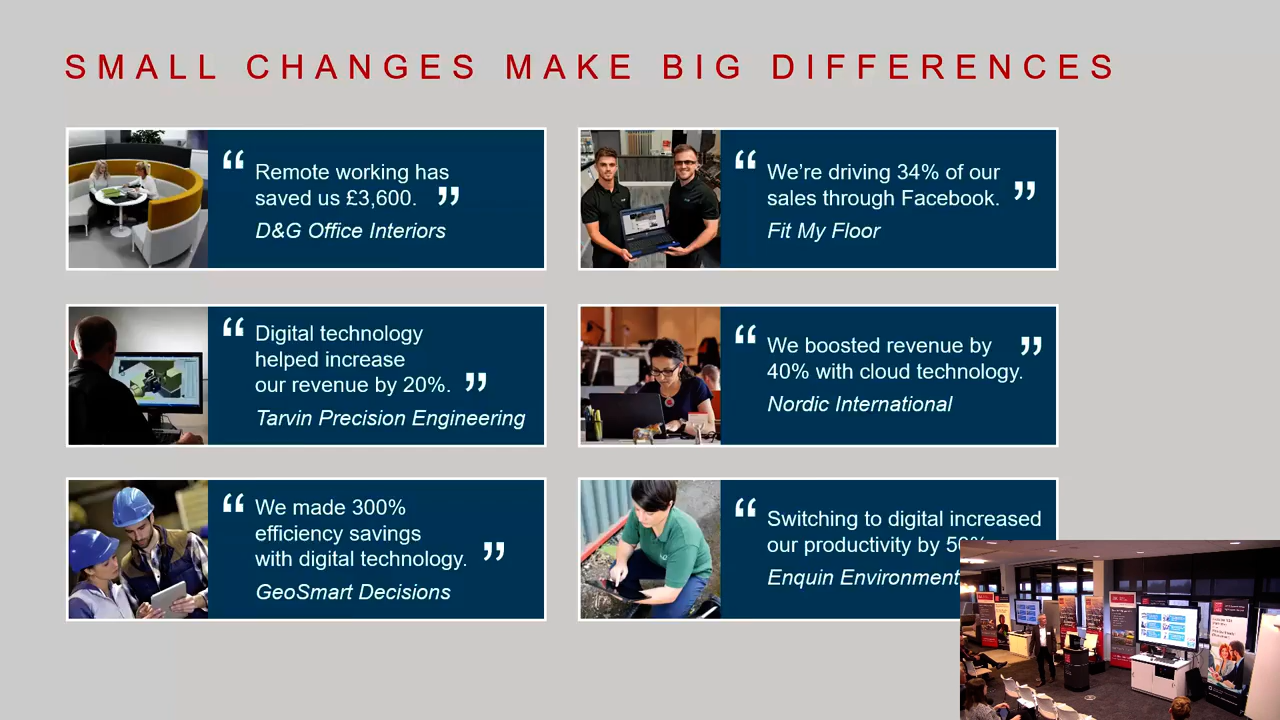 SMALL CHANGES MAKE BIG DIFFERENCES
“ Remote working has
saved us £3,600. ”
D&G Office Interiors
“ We’re driving 34% of our
sales through Facebook. ”
Fit My Floor
“ Digital technology
helped increase
our revenue by 20%. ”
Tarvin Precision Engineering
“ We boosted revenue by
40% with cloud technology. ”
Nordic International
“ We made 300%
efficiency savings
with digital technology. ”
GeoSmart Decisions
“ Switching to digital increased
our productivity by
Enquin